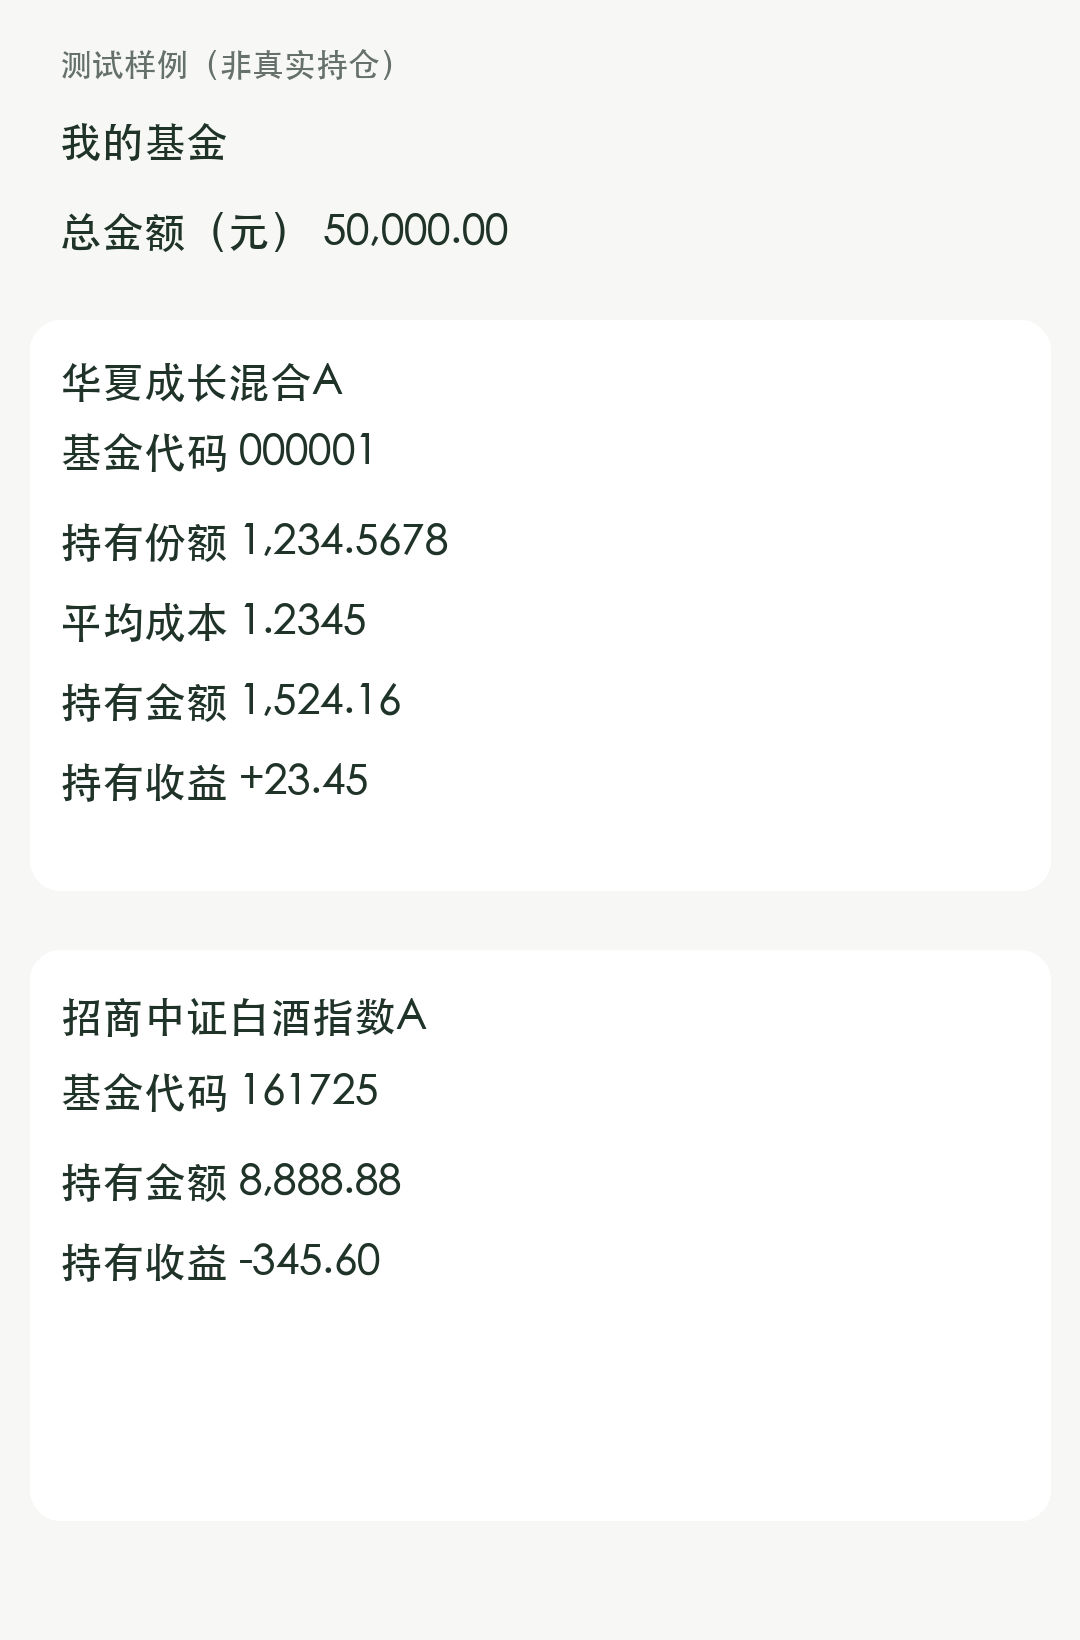 测试样例（非真实持仓）
我的基金
总金额（元） 50,000.00
华夏成长混合A
基金代码 000001
持有份额 1,234.5678
平均成本 1.2345
持有金额 1,524.16
持有收益 +23.45
招商中证白酒指数A
基金代码 161725
持有金额 8,888.88
持有收益 -345.60